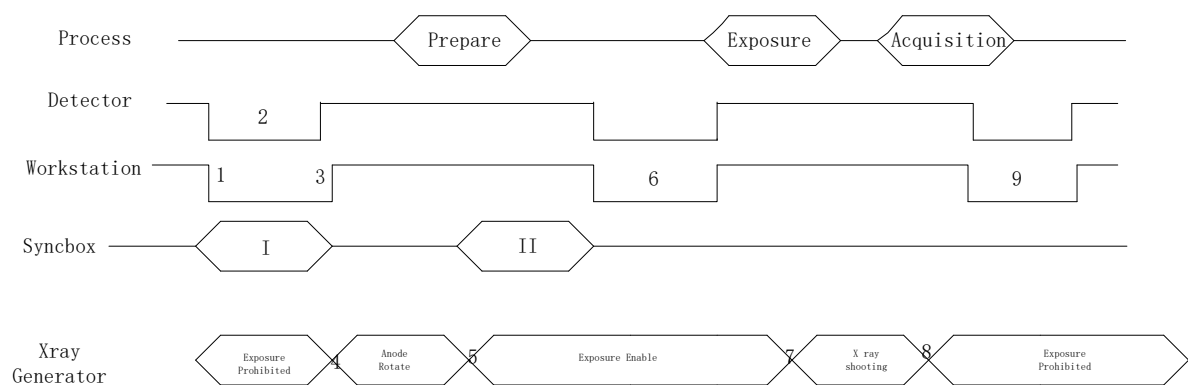 Process
Prepare
Exposure
Acquisition
Detector
2
Workstation
1
3
6
9
Syncbox
I
II
Xray
Generator
Exposure
Prohibited
4
Anode
Rotate
5
Exposure Enable
7
X ray
shooting
8
Exposure
Prohibited